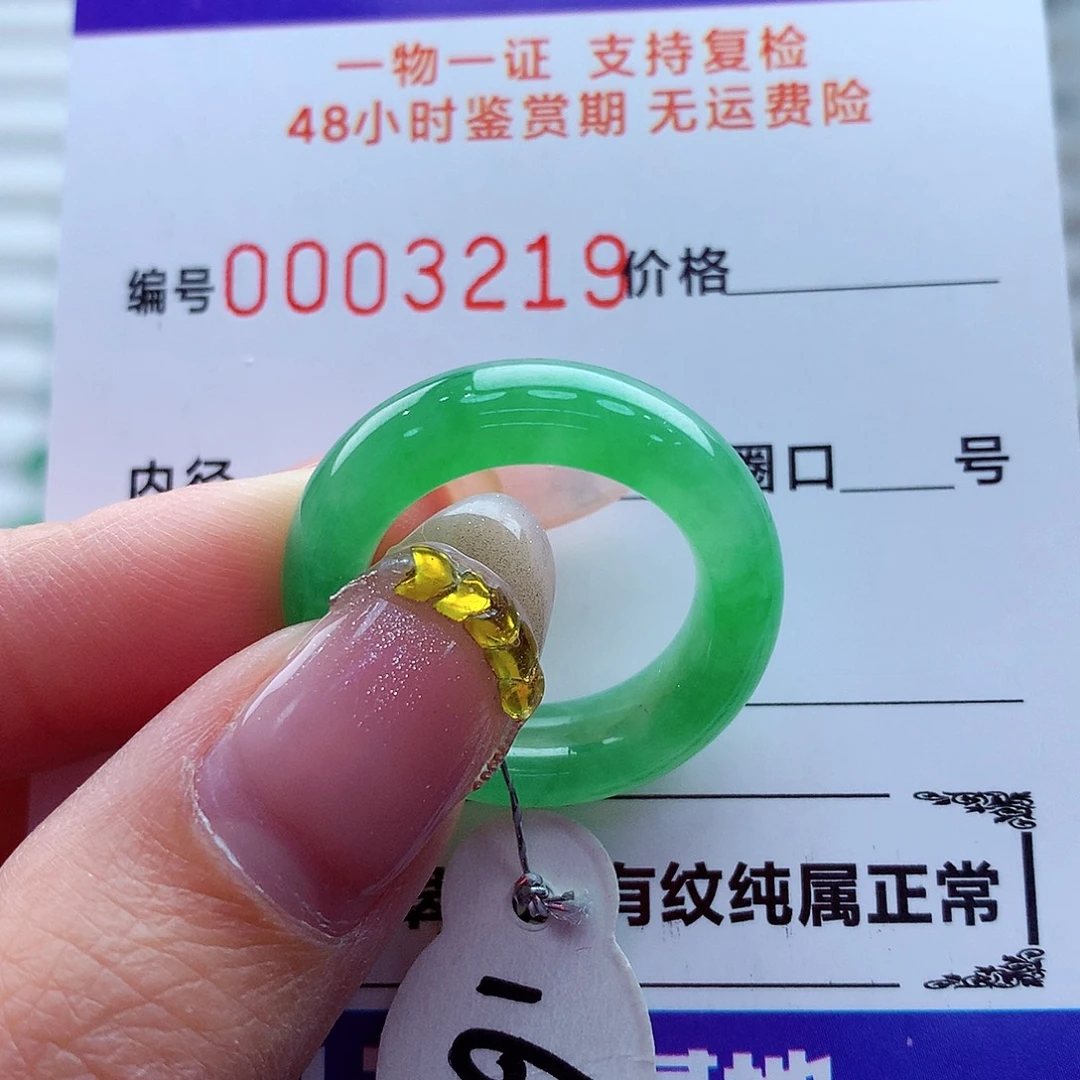 一物一证 支持复检
48小时鉴赏期 无运费险
编号0003219价格
内径 圈口 号
有纹纯属正常